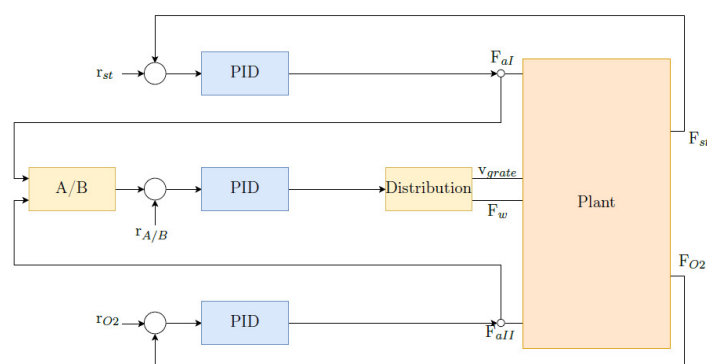 F_aI
r_st
PID
F_st
v_grate
A/B
PID
Distribution
Plant
F_w
r_A/B
F_O2
r_O2
PID
F_aII